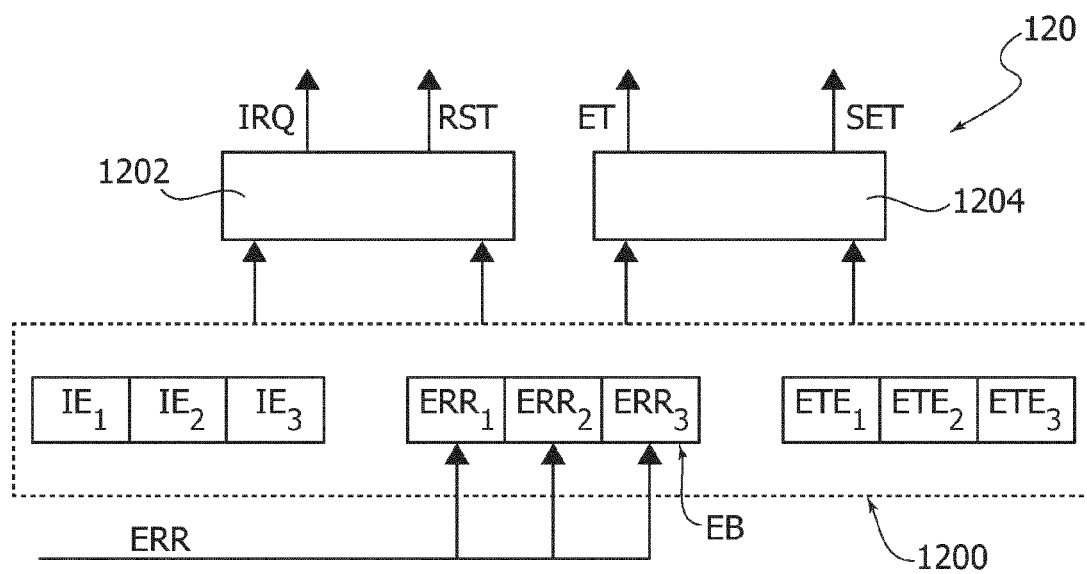 120
IRQ RST ET SET
1202
1204
IE1 IE2 IE3 ERR1 ERR2 ERR3 ETE1 ETE2 ETE3
ERR
EB
1200